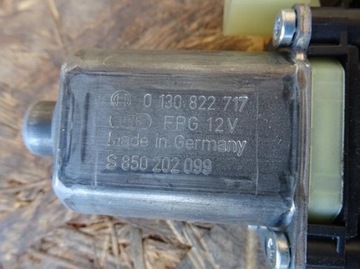 0 130 822 717
FPG 12V
Made in Germany
S 850 202 099